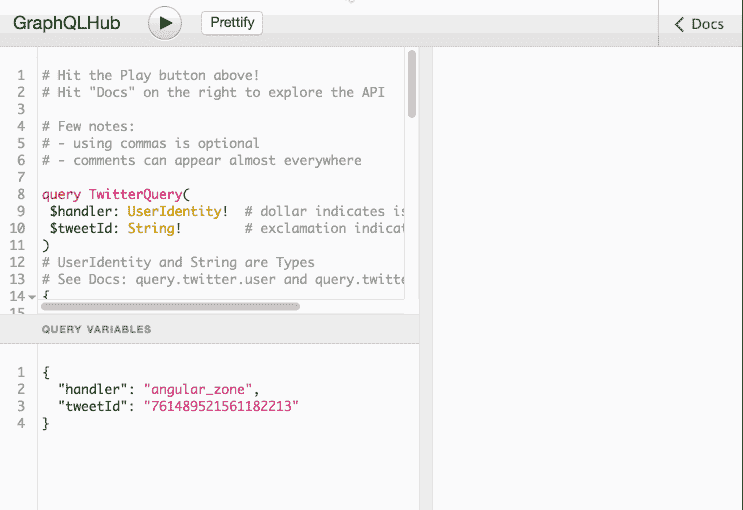 GraphQLHub Prettify Docs
1 # Hit the Play button above!
2 # Hit "Docs" on the right to explore the API
3
4 # Few notes:
5 # - using commas is optional
6 # - comments can appear almost everywhere
7
8 query TwitterQuery(
9 $handler: UserIdentity! # dollar indicates is
10 $tweetId: String! # exclamation indicat
11 )
12 # UserIdentity and String are Types
13 # See Docs: query.twitter.user and query.twitte
14 {
15
QUERY VARIABLES
1 {
2 "handler": "angular_zone",
3 "tweetId": "761489521561182213"
4 }